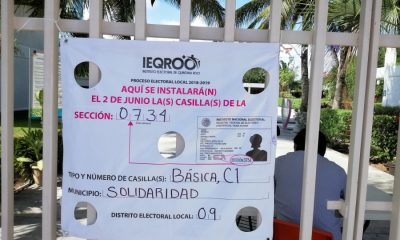 IEQROO
INSTITUTO ELECTORAL DE QUINTANA ROO
PROCESO ELECTORAL LOCAL 2018-2019
AQUÍ SE INSTALARÁ(N)
EL 2 DE JUNIO LA(S) CASILLA(S) DE LA
SECCIÓN: 0734
INSTITUTO NACIONAL ELECTORAL
TIPO Y NÚMERO DE CASILLA(S): BÁSICA, C1
MUNICIPIO: SOLIDARIDAD
DISTRITO ELECTORAL LOCAL: 09